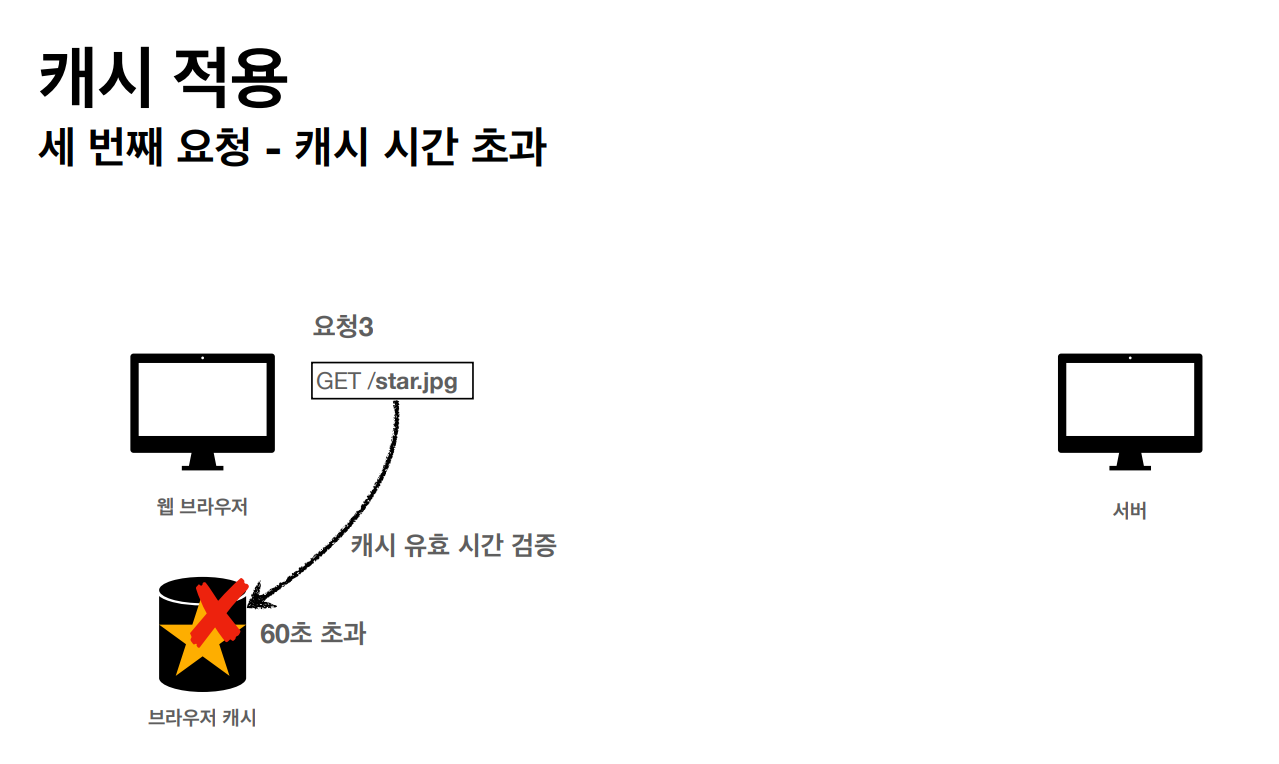 캐시 적용
세 번째 요청 - 캐시 시간 초과
요청3
GET /star.jpg
웹 브라우저
서버
캐시 유효 시간 검증
60초 초과
브라우저 캐시